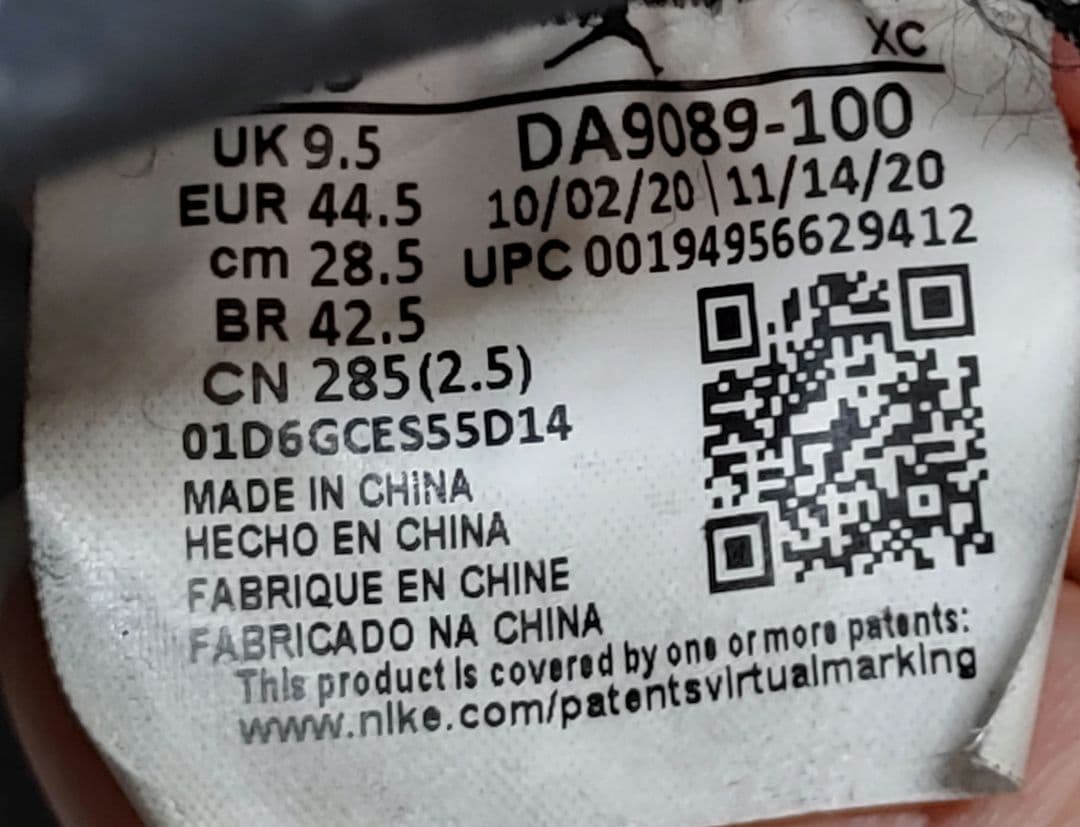 XC
UK 9.5 DA9089-100
EUR 44.5 10/02/20\11/14/20
cm 28.5 UPC 00194956629412
BR 42.5
CN 285(2.5)
01D6GCES55D14
MADE IN CHINA
HECHO EN CHINA
FABRIQUE EN CHINE
FABRICADO NA CHINA
This product is covered by one or more patents:
www.nike.com/patentsvirtualmarking